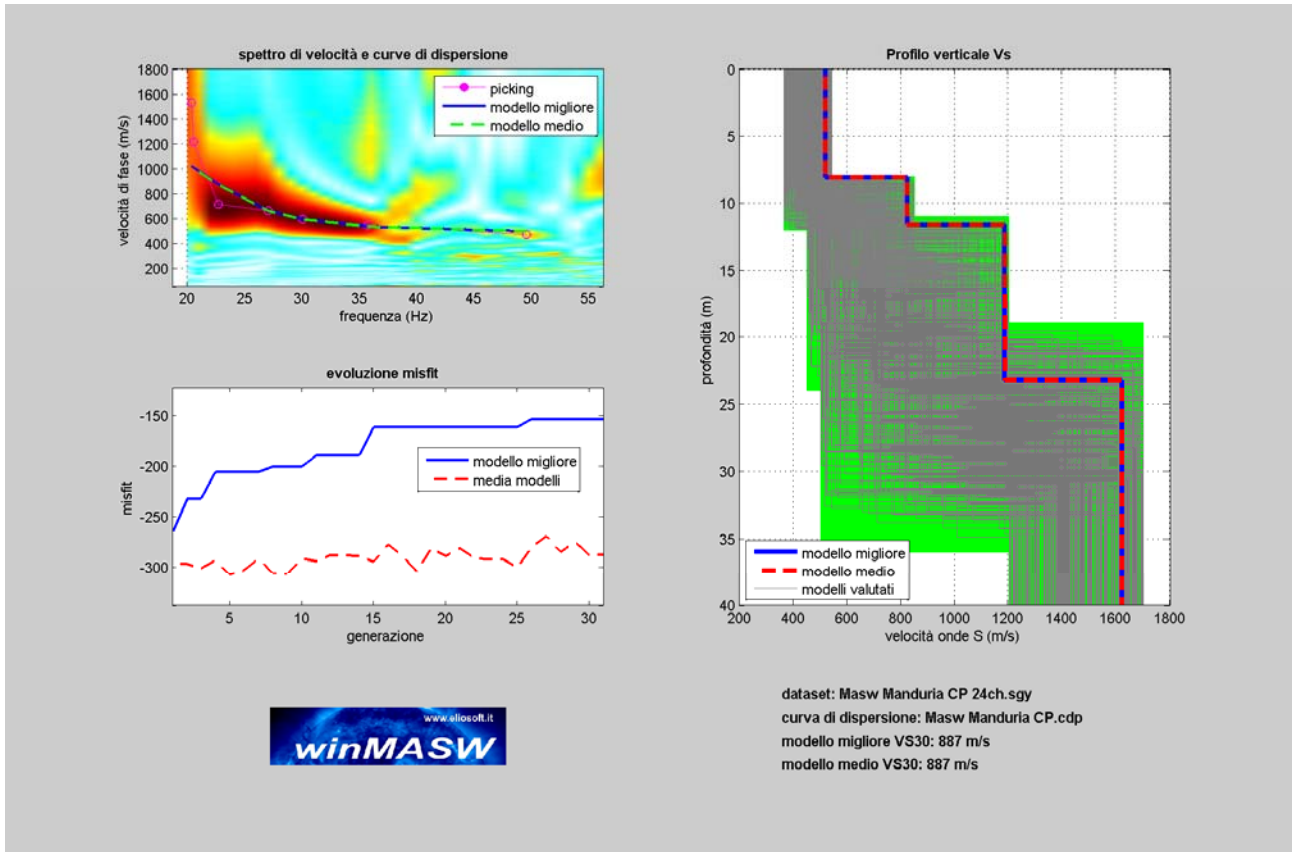 spettro di velocità e curve di dispersione
1800
1600
1400
1200
1000
800
600
400
200
velocità di fase (m/s)
picking
modello migliore
modello medio
20 25 30 35 40 45 50 55
frequenza (Hz)
evoluzione misfit
-150
-200
-250
-300
misfit
modello migliore
media modelli
5 10 15 20 25 30
generazione
www.eliosoft.it
winMASW
Profilo verticale Vs
0
5
10
15
20
25
30
35
40
profondità (m)
modello migliore
modello medio
modelli valutati
200 400 600 800 1000 1200 1400 1600 1800
velocità onde S (m/s)
dataset: Masw Manduria CP 24ch.sgy
curva di dispersione: Masw Manduria CP.cdp
modello migliore VS30: 887 m/s
modello medio VS30: 887 m/s